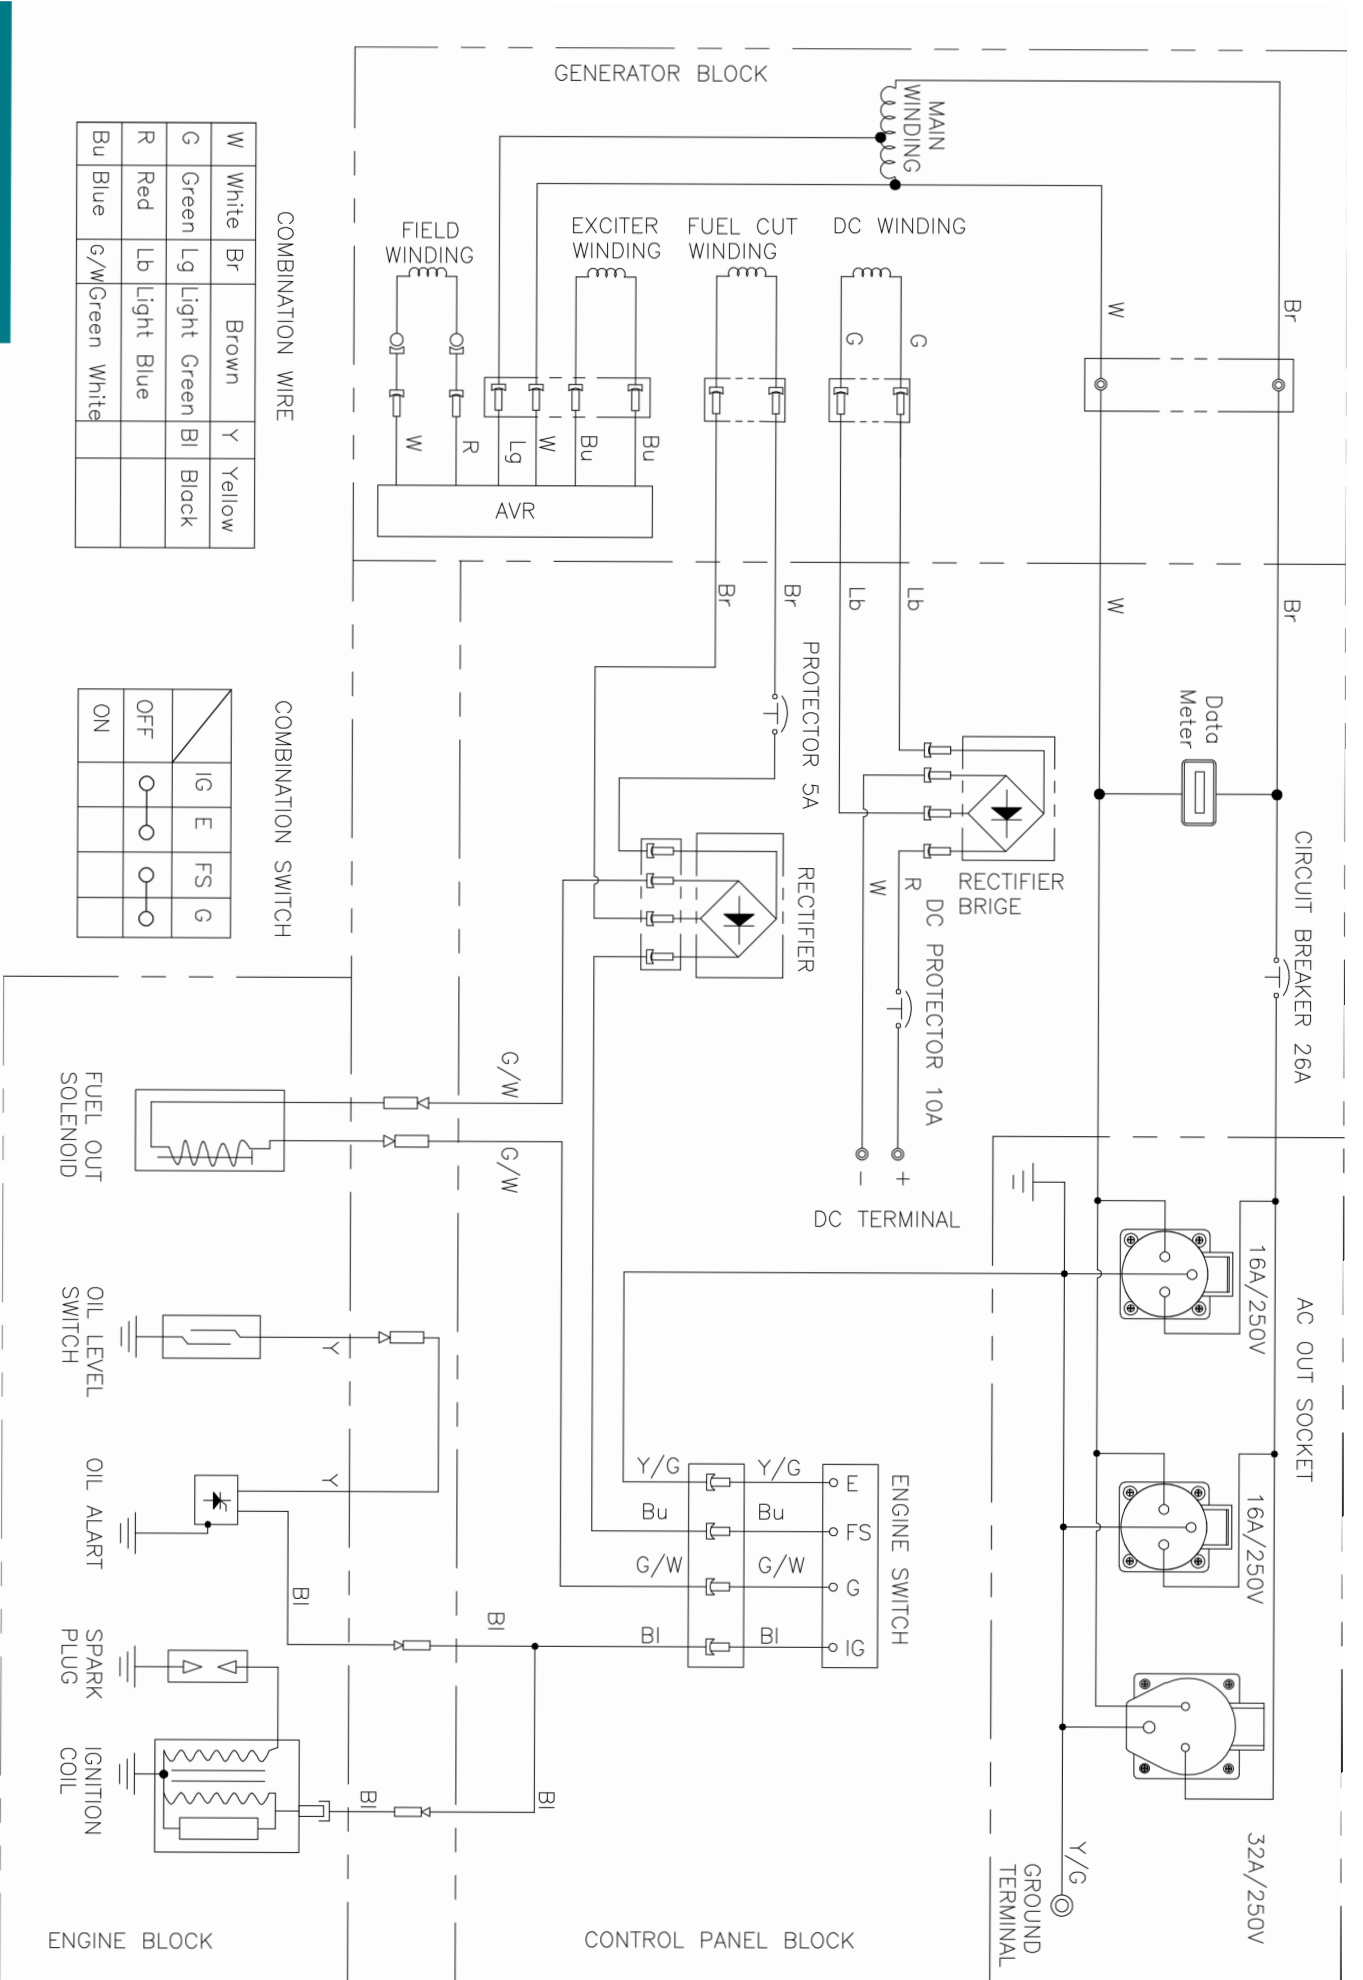 GENERATOR BLOCK
MAIN
WINDING
FIELD
WINDING
EXCITER
WINDING
FUEL CUT
WINDING
DC WINDING
G
G
W
Br
W
R
Lg
W
Bu
Bu
AVR
COMBINATION WIRE
W White Br Brown Y Yellow
G Green Lg Light Green Bl Black
R Red Lb Light Blue
Bu Blue G/W Green White
Br
Br
Lb
Lb
W
Br
PROTECTOR 5A
Data
Meter
COMBINATION SWITCH
IG E FS G
OFF
ON
RECTIFIER
RECTIFIER
BRIGE
W
R
DC PROTECTOR 10A
CIRCUIT BREAKER 26A
G/W
G/W
- +
DC TERMINAL
FUEL OUT
SOLENOID
OIL LEVEL
SWITCH
Y
Y
OIL ALART
Bl
SPARK
PLUG
IGNITION
COIL
Bl
Bl
Bl
Y/G Y/G E
Bu Bu FS
G/W G/W G
Bl Bl IG
ENGINE SWITCH
AC OUT SOCKET
16A/250V
16A/250V
32A/250V
Y/G
GROUND
TERMINAL
ENGINE BLOCK
CONTROL PANEL BLOCK